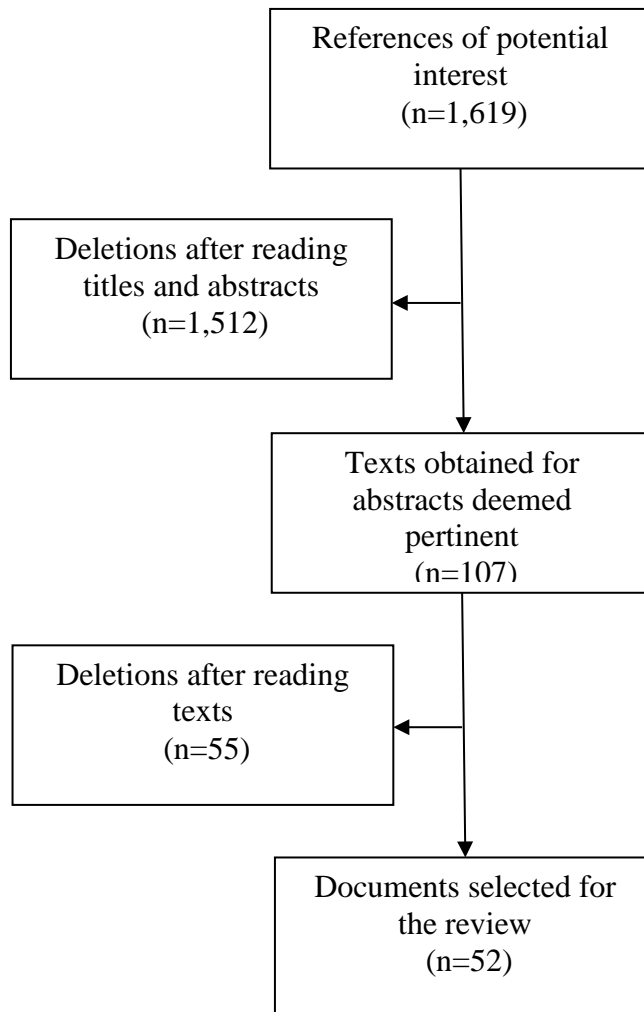 References of potential
interest
(n=1,619)
Deletions after reading
titles and abstracts
(n=1,512)
Texts obtained for
abstracts deemed
pertinent
(n=107)
Deletions after reading
texts
(n=55)
Documents selected for
the review
(n=52)